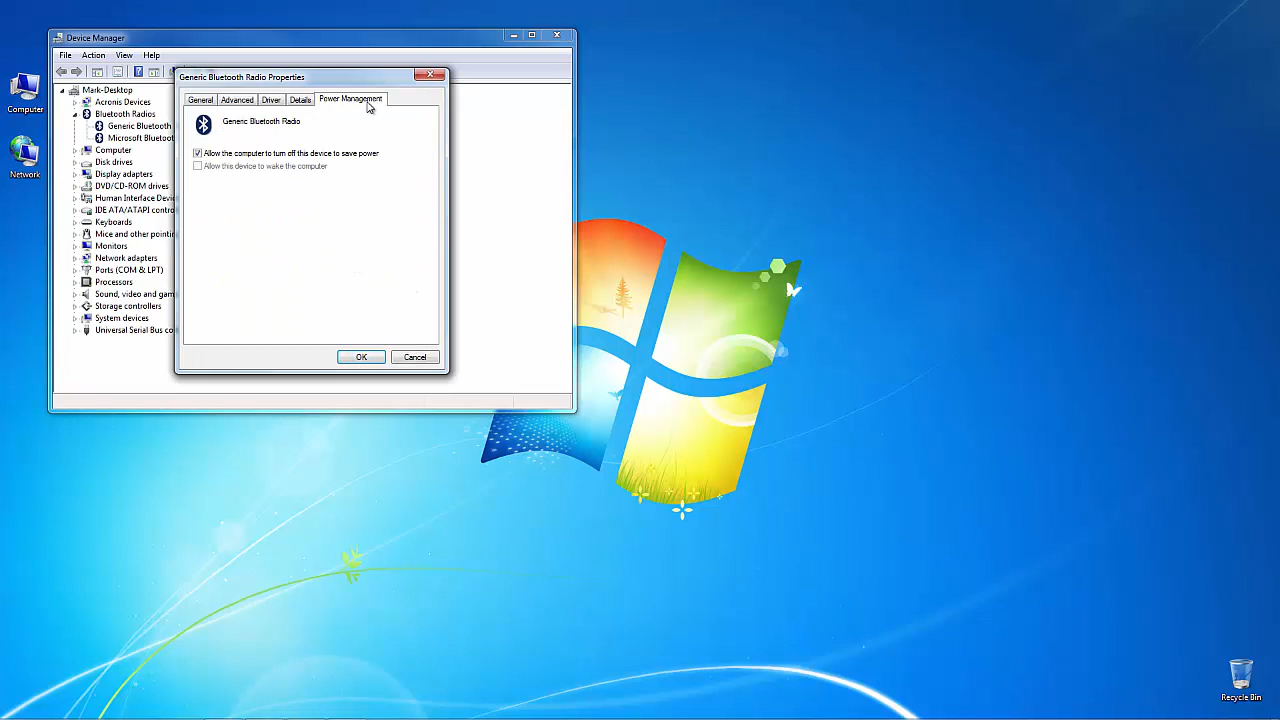 Device Manager
File Action View Help
Mark-Desktop
Acronis Devices
Bluetooth Radios
Generic Bluetooth
Microsoft Bluetoot
Computer
Disk drives
Display adapters
DVD/CD-ROM drives
Human Interface Devi
IDE ATA/ATAPI contro
Keyboards
Mice and other pointin
Monitors
Network adapters
Ports (COM & LPT)
Processors
Sound, video and gam
Storage controllers
System devices
Universal Serial Bus co
Generic Bluetooth Radio Properties
General Advanced Driver Details Power Management
Generic Bluetooth Radio
Allow the computer to turn off this device to save power
Allow this device to wake the computer
OK Cancel
Computer
Network
Recycle Bin